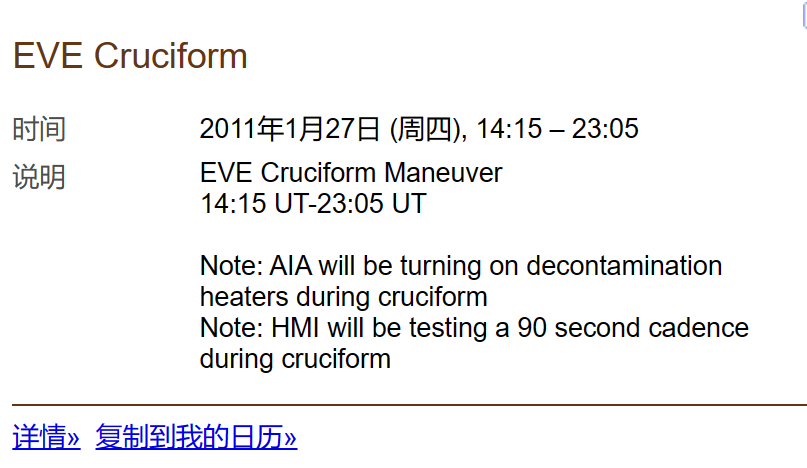 EVE Cruciform
时间 2011年1月27日 (周四), 14:15 – 23:05
说明 EVE Cruciform Maneuver
14:15 UT-23:05 UT
Note: AIA will be turning on decontamination
heaters during cruciform
Note: HMI will be testing a 90 second cadence
during cruciform
详情» 复制到我的日历»